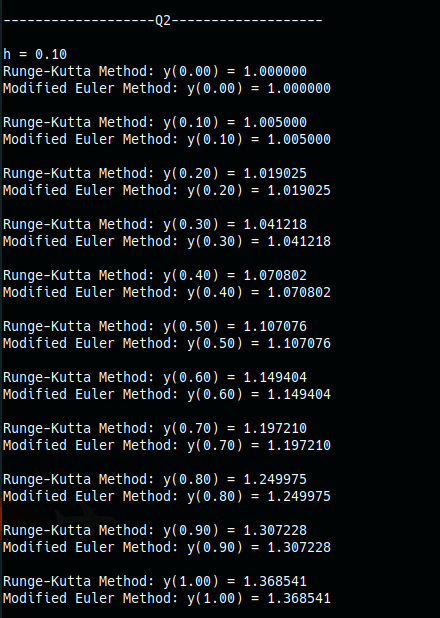 -------------------Q2-------------------
h = 0.10
Runge-Kutta Method: y(0.00) = 1.000000
Modified Euler Method: y(0.00) = 1.000000
Runge-Kutta Method: y(0.10) = 1.005000
Modified Euler Method: y(0.10) = 1.005000
Runge-Kutta Method: y(0.20) = 1.019025
Modified Euler Method: y(0.20) = 1.019025
Runge-Kutta Method: y(0.30) = 1.041218
Modified Euler Method: y(0.30) = 1.041218
Runge-Kutta Method: y(0.40) = 1.070802
Modified Euler Method: y(0.40) = 1.070802
Runge-Kutta Method: y(0.50) = 1.107076
Modified Euler Method: y(0.50) = 1.107076
Runge-Kutta Method: y(0.60) = 1.149404
Modified Euler Method: y(0.60) = 1.149404
Runge-Kutta Method: y(0.70) = 1.197210
Modified Euler Method: y(0.70) = 1.197210
Runge-Kutta Method: y(0.80) = 1.249975
Modified Euler Method: y(0.80) = 1.249975
Runge-Kutta Method: y(0.90) = 1.307228
Modified Euler Method: y(0.90) = 1.307228
Runge-Kutta Method: y(1.00) = 1.368541
Modified Euler Method: y(1.00) = 1.368541